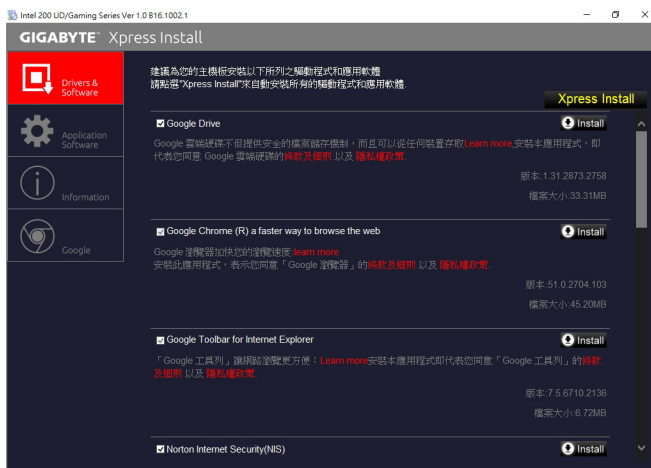 Intel 200 UD/Gaming Series Ver 1.0 B16.1002.1
GIGABYTE™ Xpress Install
Drivers &
Software
Application
Software
Information
Google
建議為您的主機板安裝以下所列之驅動程式和應用軟體
請點選"Xpress Install"來自動安裝所有的驅動程式和應用軟體.
Xpress Install
Google Drive
Install
Google 雲端硬碟不但提供安全的檔案儲存機制，而且可以從任何裝置存取Learn more,安裝本應用程式，即
代表您同意 Google 雲端硬碟的條款及細則 以及 隱私權政策.
版本:1.31.2873.2758
檔案大小:33.31MB
Google Chrome (R) a faster way to browse the web
Install
Google 瀏覽器加快您的瀏覽速度.learn more
安裝此應用程式，表示您同意「Google 瀏覽器」的條款及細則 以及 隱私權政策.
版本:51.0.2704.103
檔案大小:45.20MB
Google Toolbar for Internet Explorer
Install
「Google 工具列」讓網路瀏覽更方便：Learn more安裝本應用程式即代表您同意「Google 工具列」的條款
及細則 以及 隱私權政策.
版本:7.5.6710.2136
檔案大小:6.72MB
Norton Internet Security(NIS)
Install